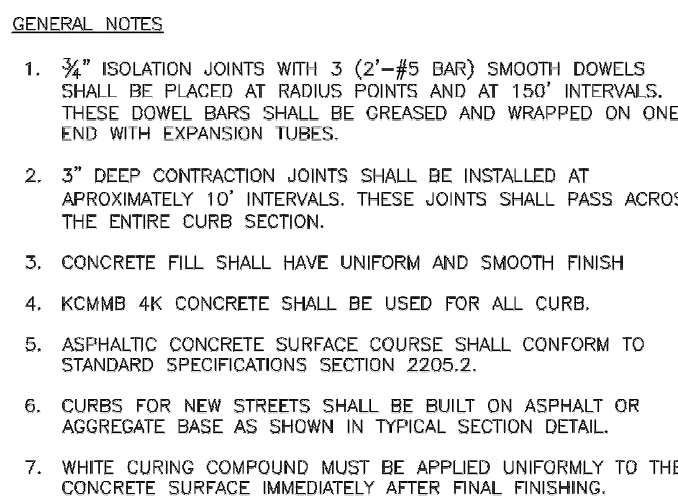 GENERAL NOTES
1. ¾" ISOLATION JOINTS WITH 3 (2'-#5 BAR) SMOOTH DOWELS
SHALL BE PLACED AT RADIUS POINTS AND AT 150' INTERVALS.
THESE DOWEL BARS SHALL BE GREASED AND WRAPPED ON ONE
END WITH EXPANSION TUBES.
2. 3" DEEP CONTRACTION JOINTS SHALL BE INSTALLED AT
APROXIMATELY 10' INTERVALS. THESE JOINTS SHALL PASS ACROS
THE ENTIRE CURB SECTION.
3. CONCRETE FILL SHALL HAVE UNIFORM AND SMOOTH FINISH
4. KCMMB 4K CONCRETE SHALL BE USED FOR ALL CURB.
5. ASPHALTIC CONCRETE SURFACE COURSE SHALL CONFORM TO
STANDARD SPECIFICATIONS SECTION 2205.2.
6. CURBS FOR NEW STREETS SHALL BE BUILT ON ASPHALT OR
AGGREGATE BASE AS SHOWN IN TYPICAL SECTION DETAIL.
7. WHITE CURING COMPOUND MUST BE APPLIED UNIFORMLY TO THE
CONCRETE SURFACE IMMEDIATELY AFTER FINAL FINISHING.